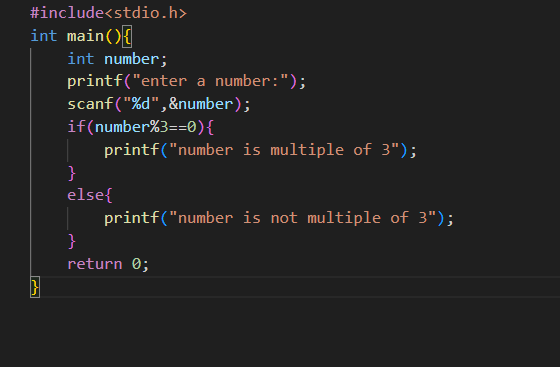 #include<stdio.h>
int main(){
    int number;
    printf("enter a number:");
    scanf("%d",&number);
    if(number%3==0){
        printf("number is multiple of 3");
    }
    else{
        printf("number is not multiple of 3");
    }
    return 0;
}